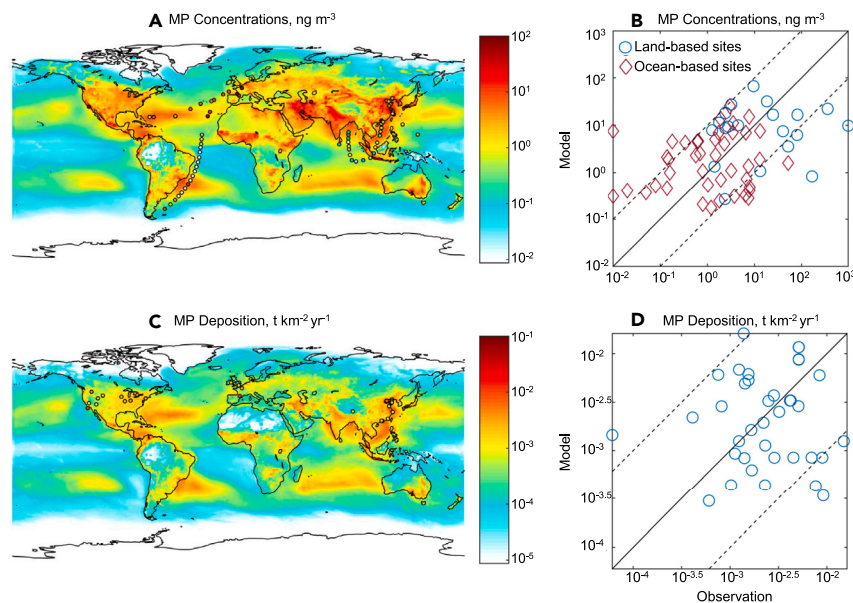 A MP Concentrations, ng m⁻³
10²
10¹
10⁰
10⁻¹
10⁻²
B MP Concentrations, ng m⁻³
Land-based sites
Ocean-based sites
Model
10³
10²
10¹
10⁰
10⁻¹
10⁻²
10⁻² 10⁻¹ 10⁰ 10¹ 10² 10³
C MP Deposition, t km⁻² yr⁻¹
10⁻¹
10⁻²
10⁻³
10⁻⁴
10⁻⁵
D MP Deposition, t km⁻² yr⁻¹
Model
10⁻²
10⁻²·⁵
10⁻³
10⁻³·⁵
10⁻⁴
10⁻⁴ 10⁻³·⁵ 10⁻³ 10⁻²·⁵ 10⁻²
Observation